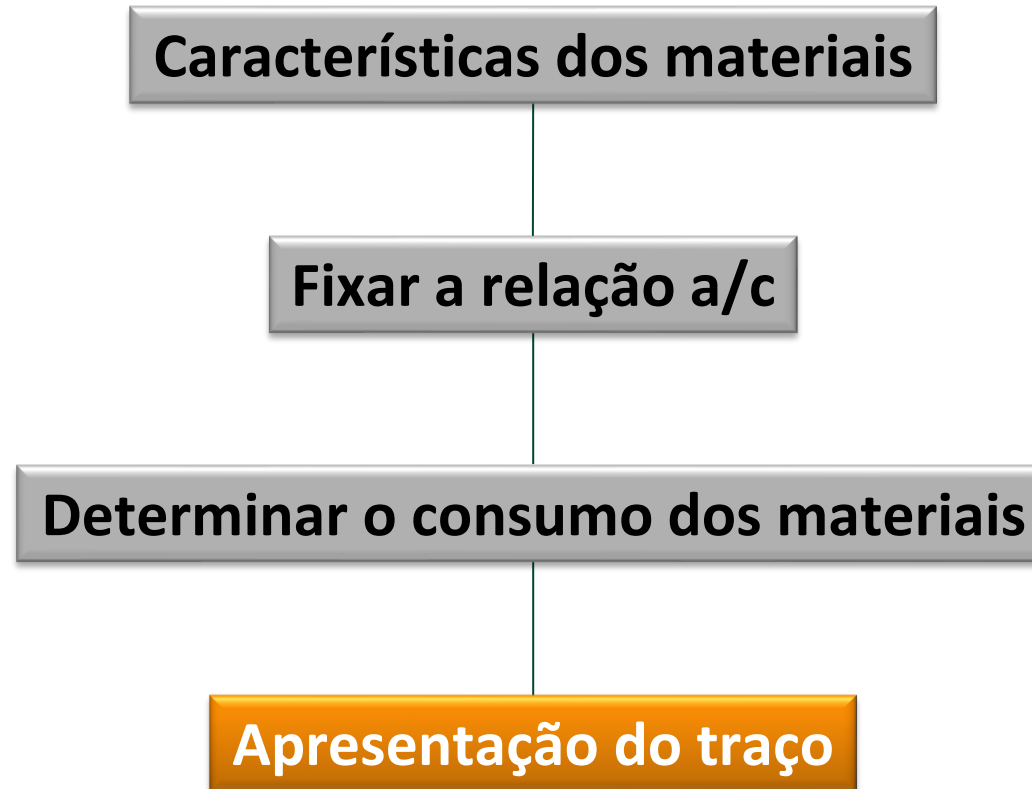 Características dos materiais
Fixar a relação a/c
Determinar o consumo dos materiais
Apresentação do traço